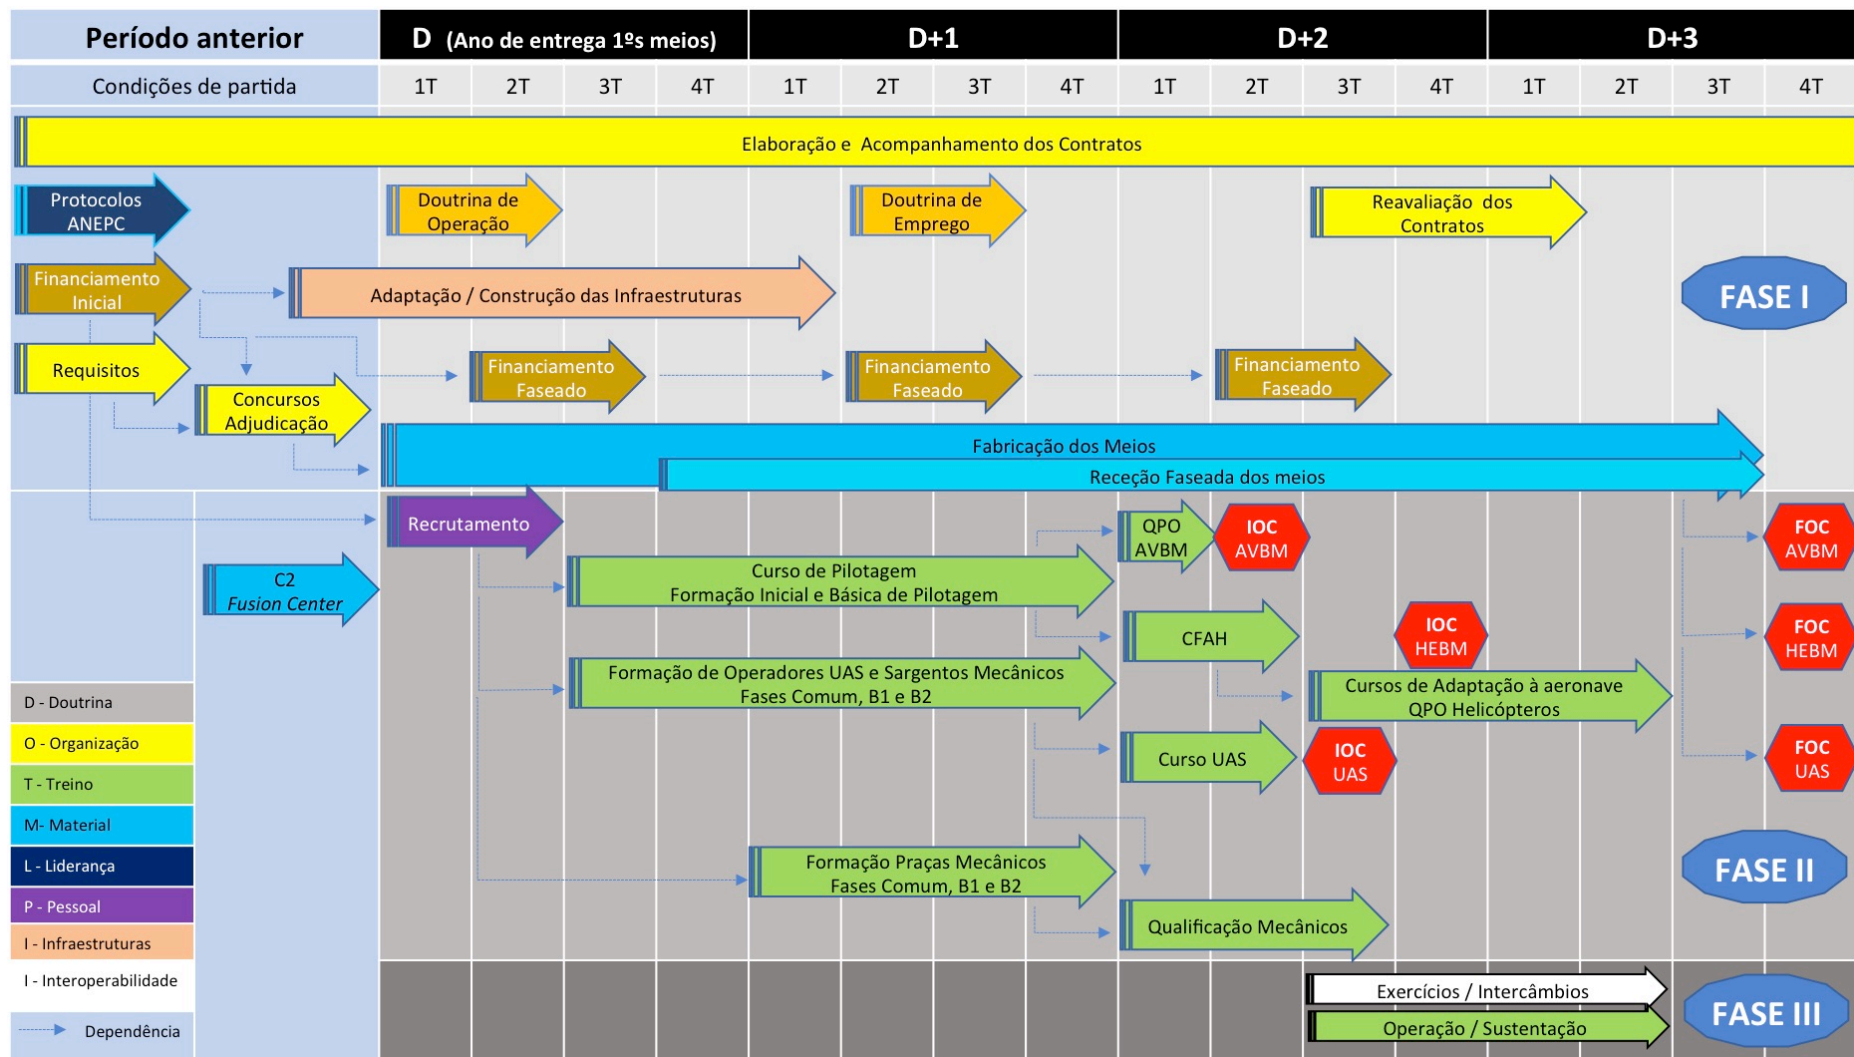 Período anterior
D (Ano de entrega 1ºs meios)
D+1
D+2
D+3
Condições de partida
1T
2T
3T
4T
1T
2T
3T
4T
1T
2T
3T
4T
1T
2T
3T
4T
Elaboração e Acompanhamento dos Contratos
Protocolos
ANEPC
Doutrina de
Operação
Doutrina de
Emprego
Reavaliação dos
Contratos
Financiamento
Inicial
Adaptação / Construção das Infraestruturas
FASE I
Requisitos
Financiamento
Faseado
Financiamento
Faseado
Financiamento
Faseado
Concursos
Adjudicação
Fabricação dos Meios
Receção Faseada dos meios
Recrutamento
QPO
AVBM
IOC
AVBM
FOC
AVBM
C2
Fusion Center
Curso de Pilotagem
Formação Inicial e Básica de Pilotagem
CFAH
IOC
HEBM
FOC
HEBM
Formação de Operadores UAS e Sargentos Mecânicos
Fases Comum, B1 e B2
Cursos de Adaptação à aeronave
QPO Helicópteros
Curso UAS
IOC
UAS
FOC
UAS
Formação Praças Mecânicos
Fases Comum, B1 e B2
FASE II
Qualificação Mecânicos
Exercícios / Intercâmbios
Operação / Sustentação
FASE III
D - Doutrina
O - Organização
T - Treino
M- Material
L - Liderança
P - Pessoal
I - Infraestruturas
I - Interoperabilidade
Dependência